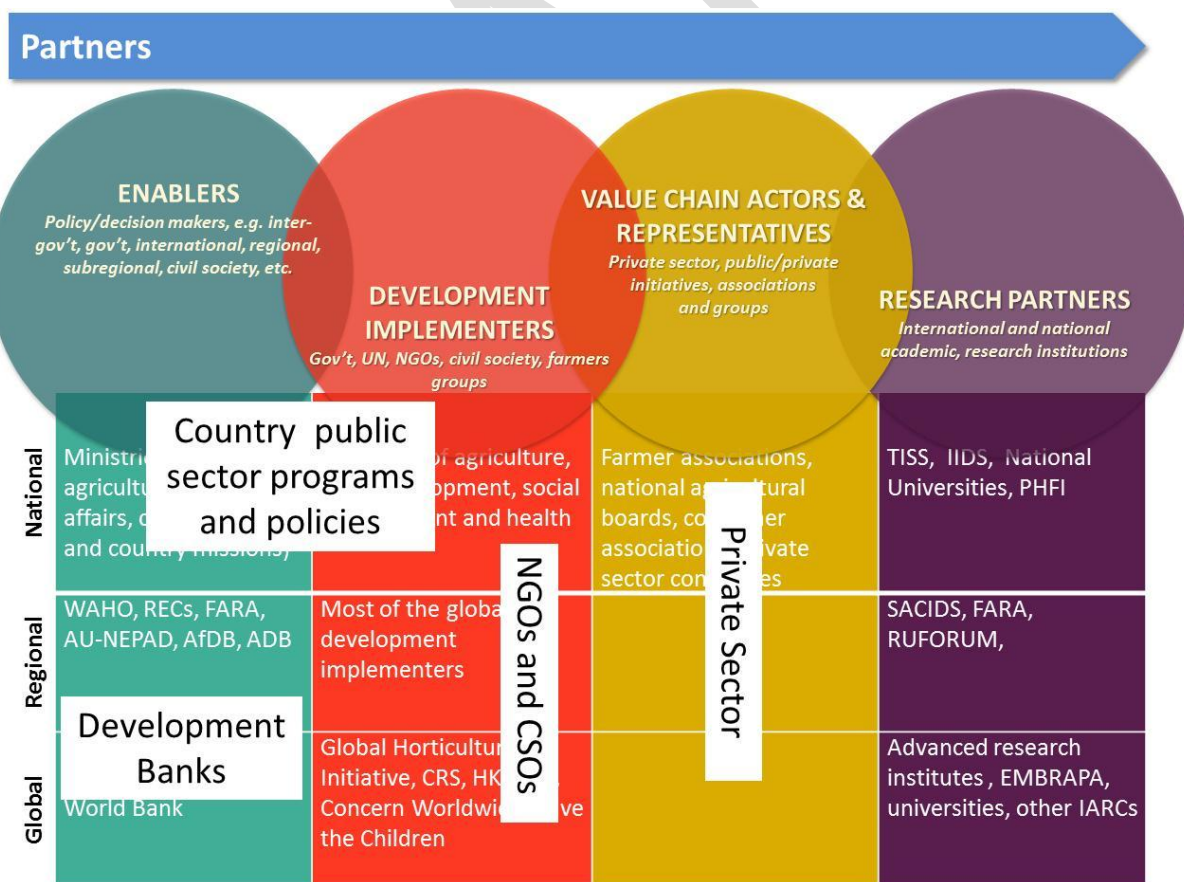 Partners
ENABLERS
Policy/decision makers, e.g. inter-
gov't, gov't, international, regional,
subregional, civil society, etc.
DEVELOPMENT
IMPLEMENTERS
Gov't, UN, NGOs, civil society, farmers
groups
VALUE CHAIN ACTORS &
REPRESENTATIVES
Private sector, public/private
initiatives, associations
and groups
RESEARCH PARTNERS
International and national
academic, research institutions
National
Country public
sector programs
and policies
affairs,
and
of agriculture,
social
and health
Farmer associations,
national
boards,
sector
TISS, IIDS, National
Universities, PHFI
NGOs and CSOs
Private Sector
Regional
WAHO, RECs, FARA,
AU-NEPAD, AfDB, ADB
Most of the global
development
implementers
SACIDS, FARA,
RUFORUM,
Development
Banks
Global
World Bank
Global
Initiative, CRS,
Concern
the Children
Advanced research
institutes , EMBRAPA,
universities, other IARCs